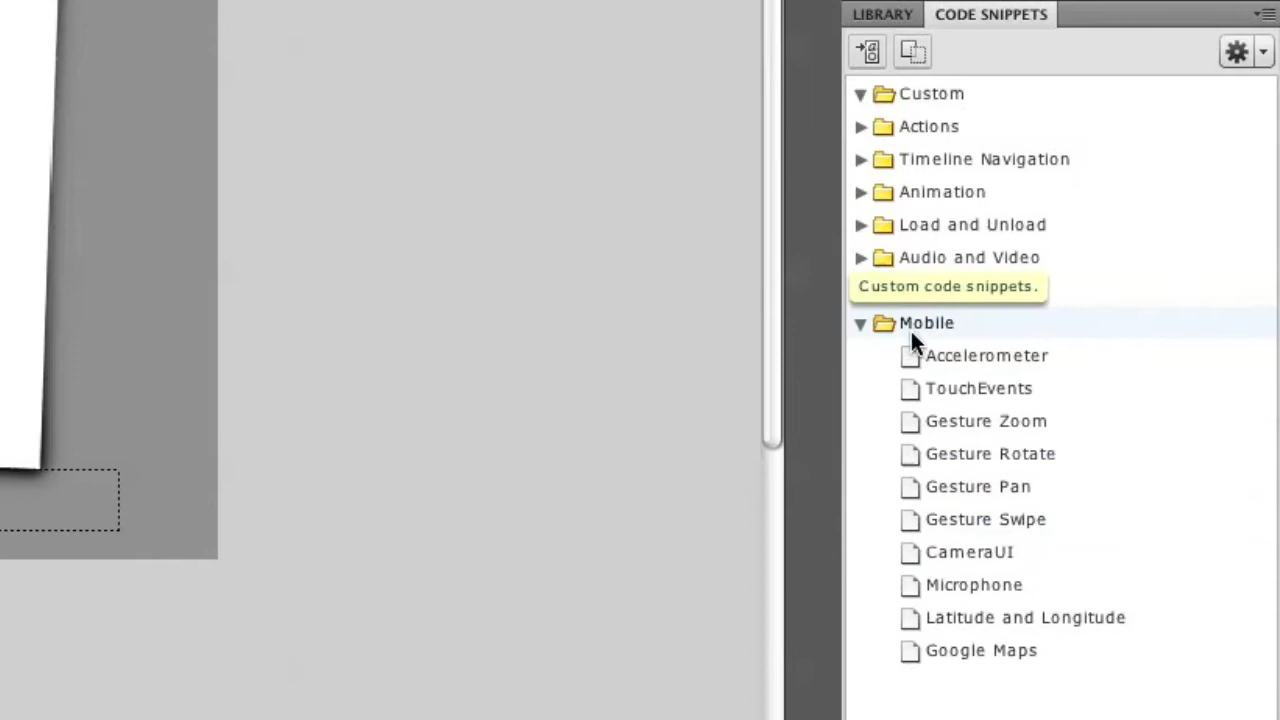 LIBRARY CODE SNIPPETS
Custom
Actions
Timeline Navigation
Animation
Load and Unload
Audio and Video
Custom code snippets.
Mobile
Accelerometer
TouchEvents
Gesture Zoom
Gesture Rotate
Gesture Pan
Gesture Swipe
CameraUI
Microphone
Latitude and Longitude
Google Maps